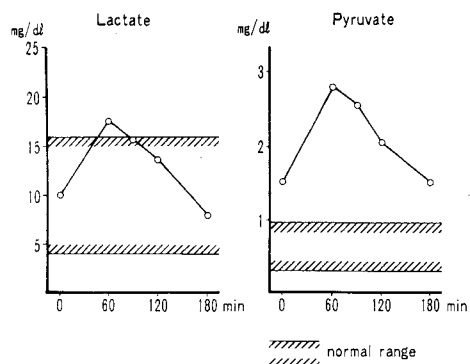 Lactate
mg/dl
25
20
15
10
5
0 60 120 180 min
Pyruvate
mg/dl
3
2
1
0 60 120 180 min
normal range